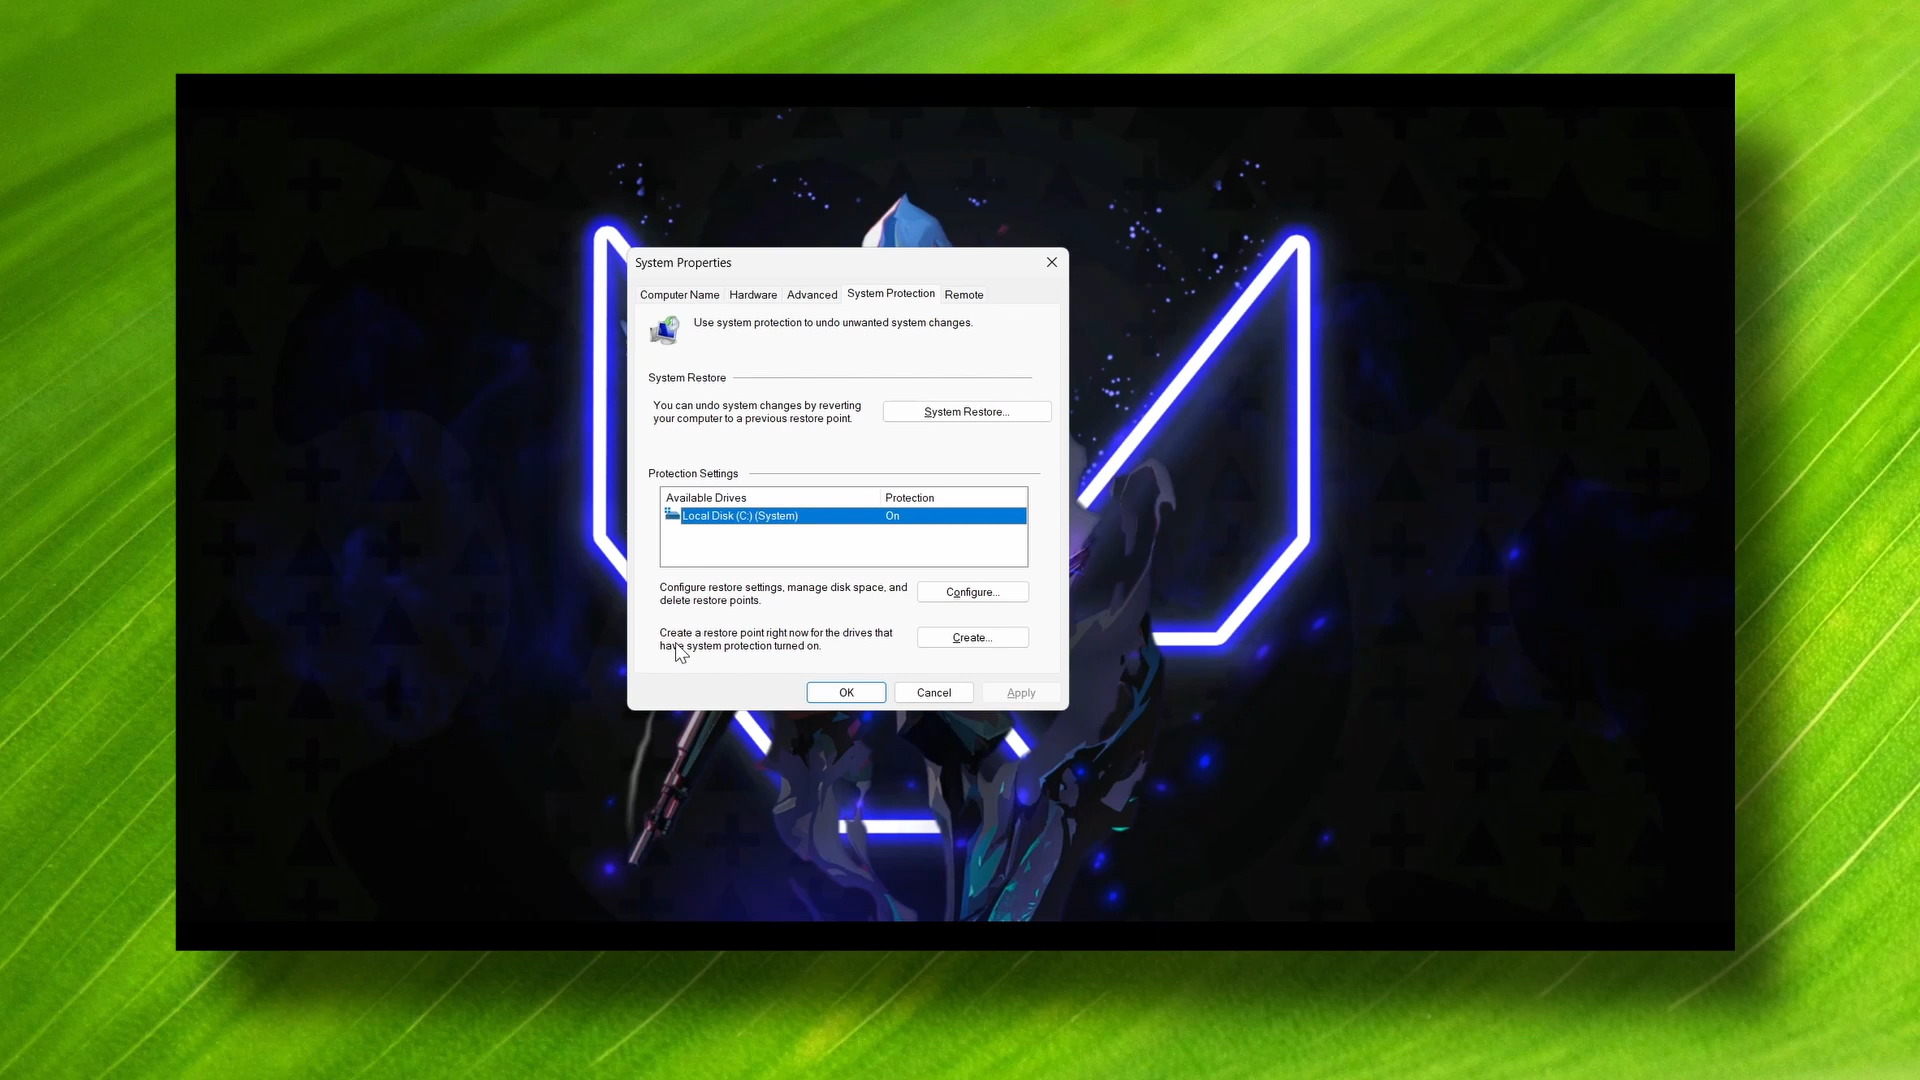 System Properties
Computer Name Hardware Advanced System Protection Remote
Use system protection to undo unwanted system changes.
System Restore
You can undo system changes by reverting
your computer to a previous restore point.
System Restore...
Protection Settings
Available Drives Protection
Local Disk (C:) (System) On
Configure restore settings, manage disk space, and
delete restore points.
Configure...
Create a restore point right now for the drives that
have system protection turned on.
Create...
OK Cancel Apply